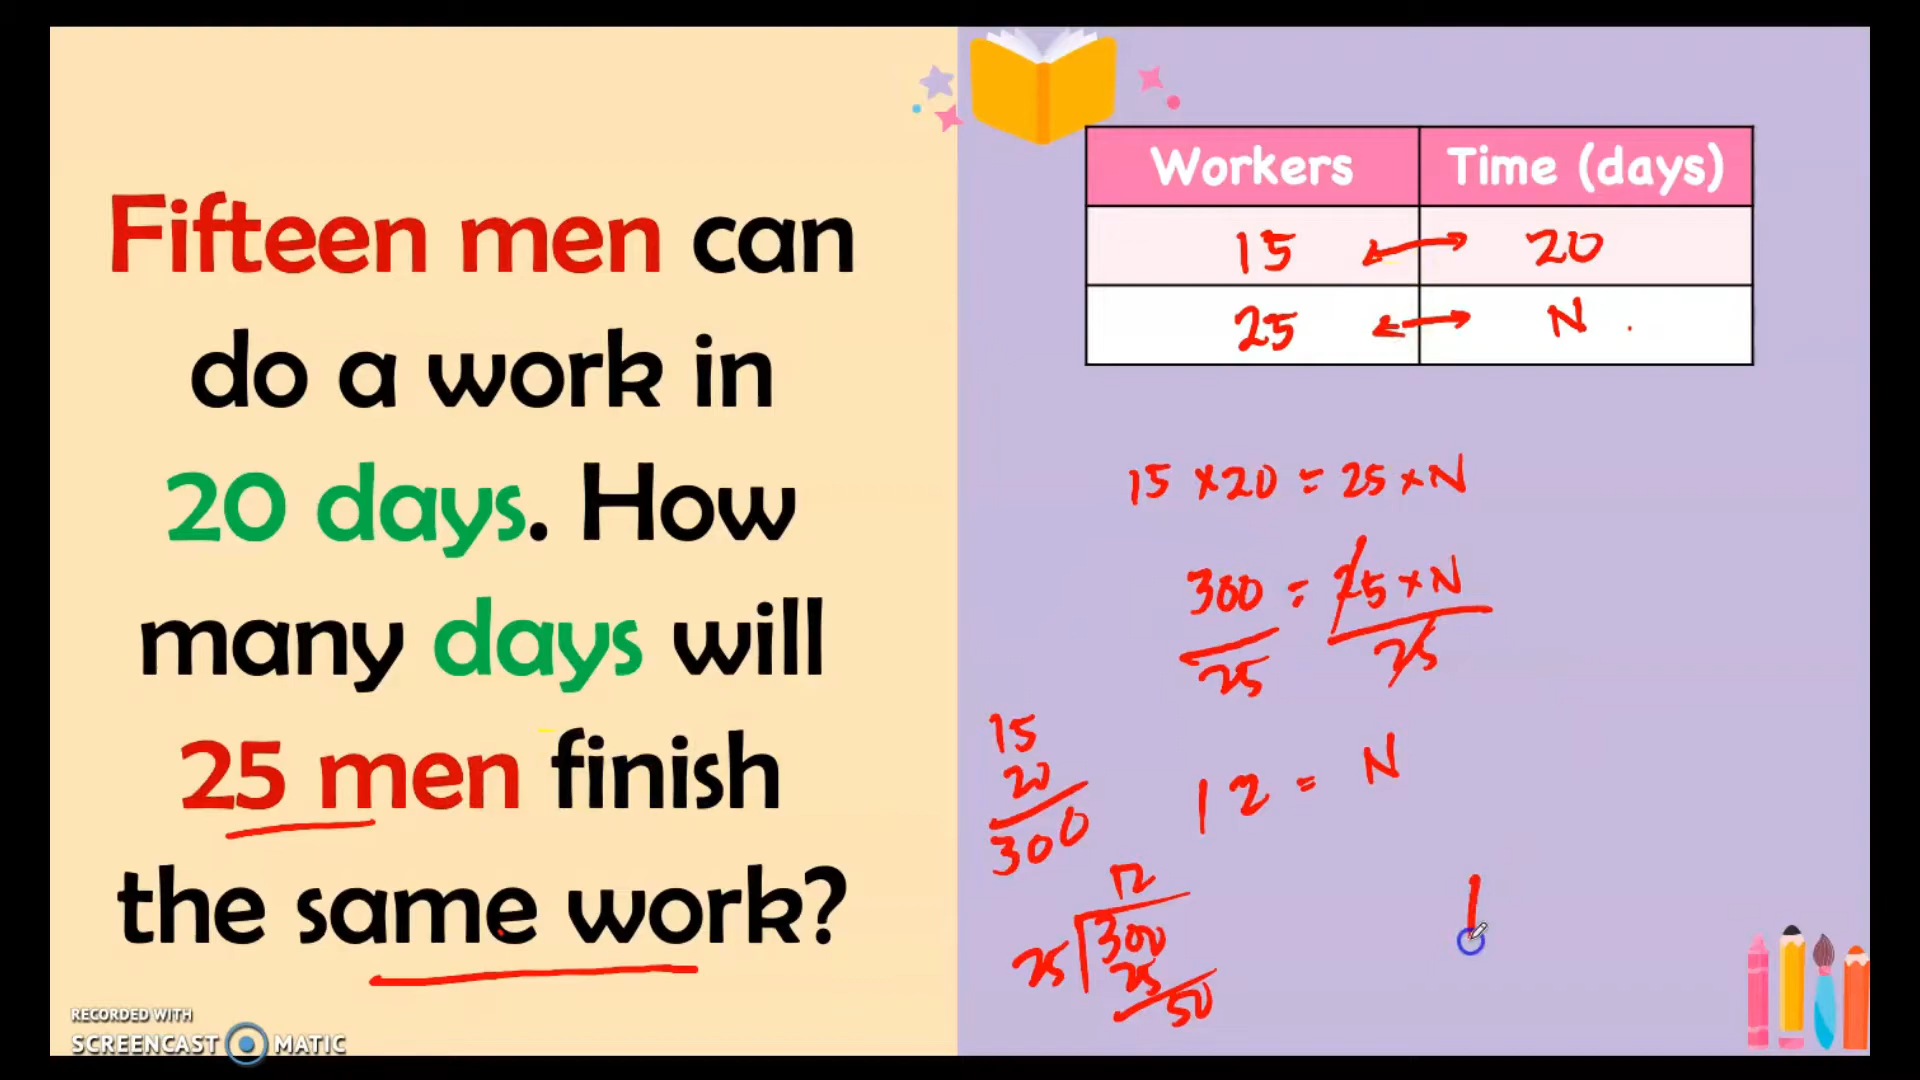 Fifteen men can
do a work in
20 days. How
many days will
25 men finish
the same work?
RECORDED WITH
SCREENCAST MATIC
Workers Time (days)
15 20
25 N
15 × 20 = 25 × N
300 = 25 × N
25 25
12 = N
15
20
300
12
25 300
25
50
1